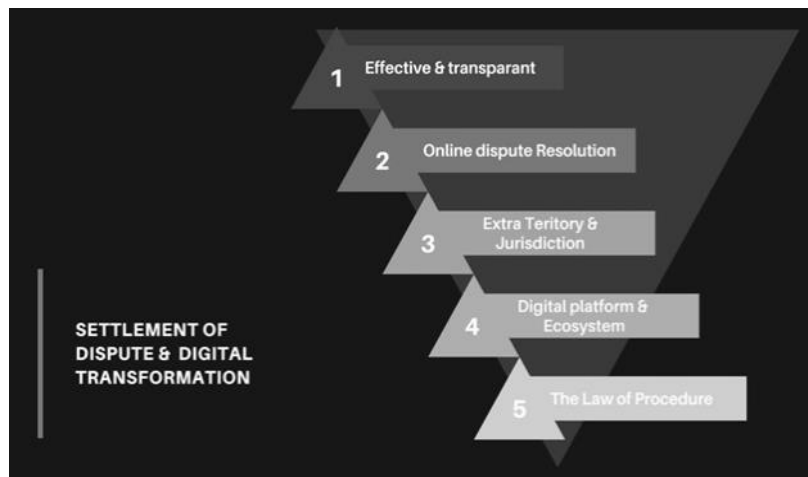 1 Effective & transparant
2 Online dispute Resolution
3 Extra Teritory &
Jurisdiction
4 Digital platform &
Ecosystem
5 The Law of Procedure
SETTLEMENT OF
DISPUTE & DIGITAL
TRANSFORMATION